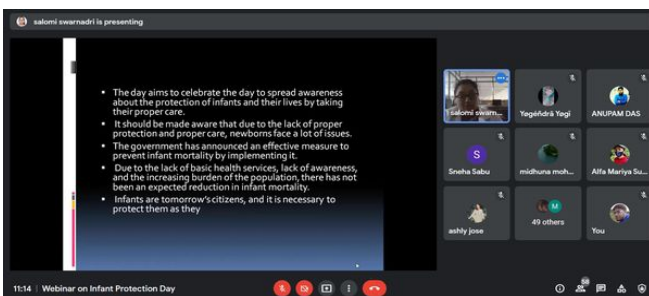 salomi swarnadri is presenting
• The day aims to celebrate the day to spread awareness
about the protection of infants and their lives by taking
their proper care.
• It should be made aware that due to the lack of proper
protection and proper care, newborns face a lot of issues.
• The government has announced an effective measure to
prevent infant mortality by implementing it.
• Due to the lack of basic health services, lack of awareness,
and the increasing burden of the population, there has not
been an expected reduction in infant mortality.
• Infants are tomorrow's citizens, and it is necessary to
protect them as they
swarn...
Yøgéñdrä Yøgï
ANUPAM DAS
S
Sneha Sabu
midhuna moh...
Alfa Mariya Su...
ashly jose
M
49 others
You
11:14 | Webinar on Infant Protection Day
58